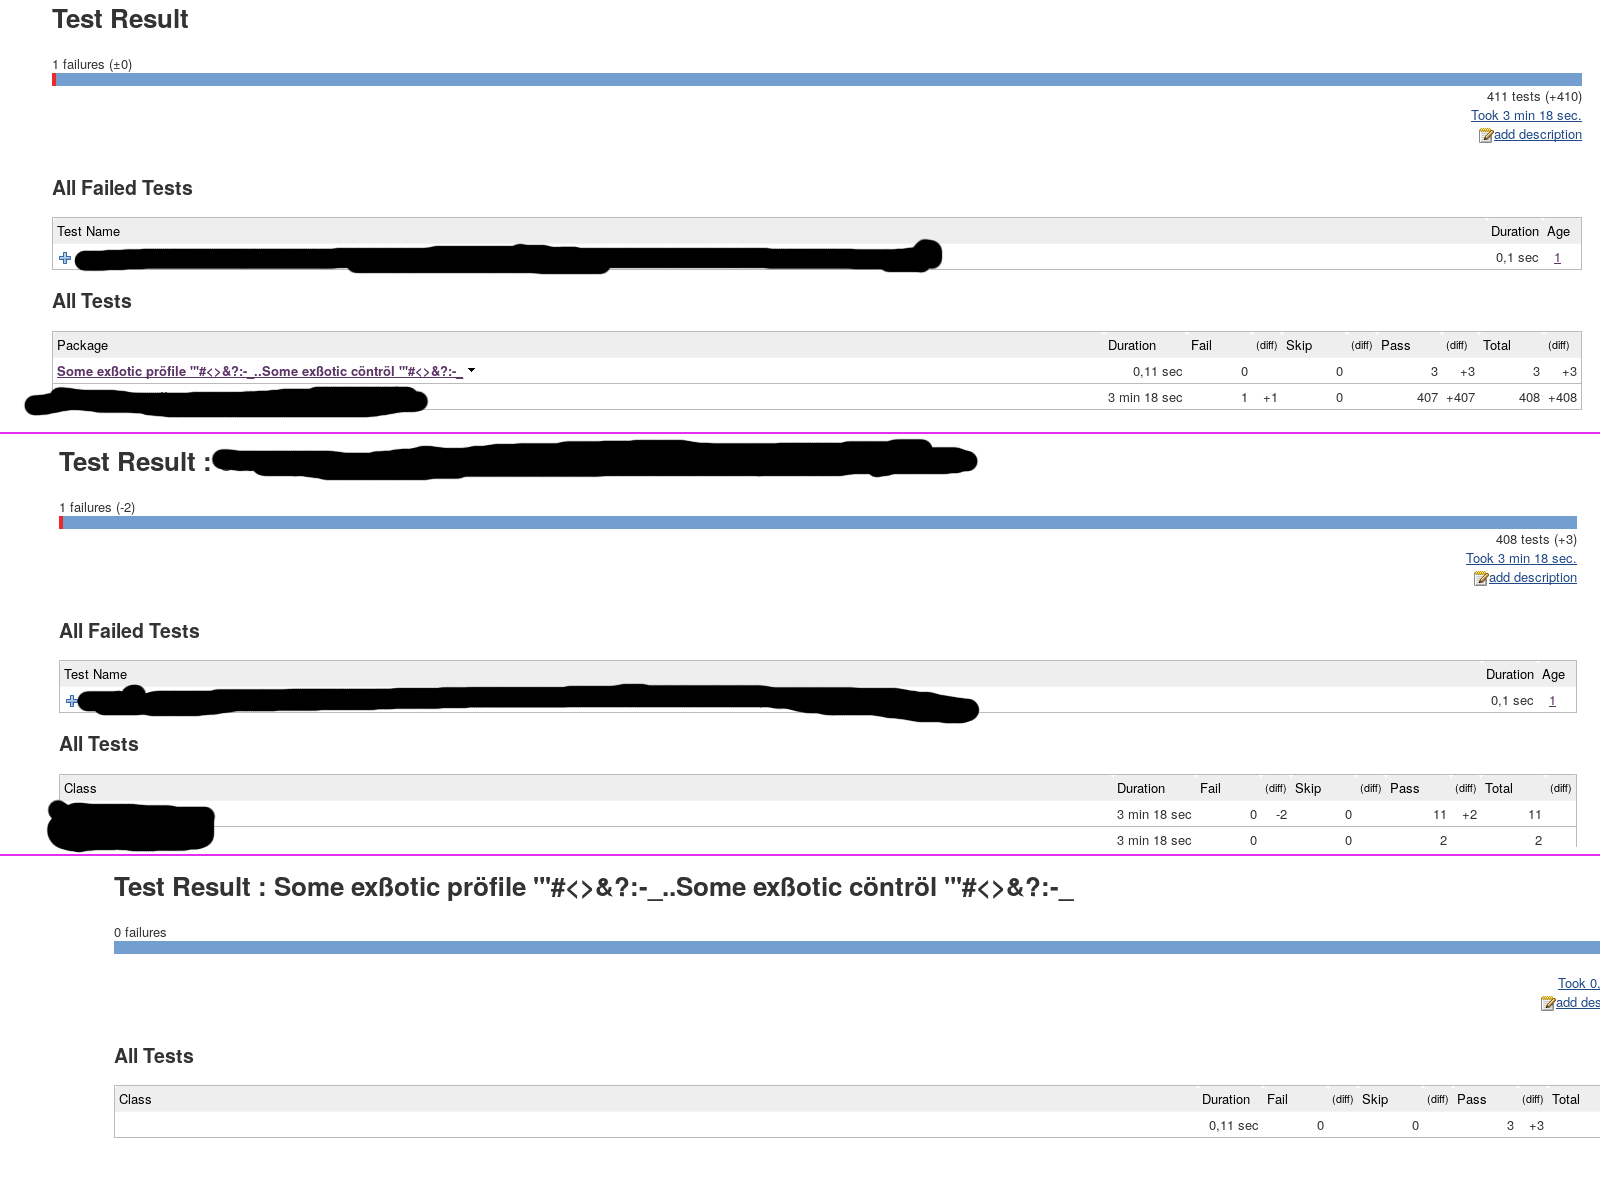 Test Result
1 failures (±0)
411 tests (+410)
Took 3 min 18 sec.
add description
All Failed Tests
Test Name Duration Age
0,1 sec 1
All Tests
Package Duration Fail (diff) Skip (diff) Pass (diff) Total (diff)
Some exßotic pröfile '"#<>&?:-_..Some exßotic cöntröl '"#<>&?:-_ 0,11 sec 0 0 3 +3 3 +3
3 min 18 sec 1 +1 0 407 +407 408 +408
Test Result :
1 failures (-2)
408 tests (+3)
Took 3 min 18 sec.
add description
All Failed Tests
Test Name Duration Age
0,1 sec 1
All Tests
Class Duration Fail (diff) Skip (diff) Pass (diff) Total (diff)
3 min 18 sec 0 -2 0 11 +2 11
3 min 18 sec 0 0 2 2
Test Result : Some exßotic pröfile '"#<>&?:-_..Some exßotic cöntröl '"#<>&?:-_
0 failures
Took 0,
add des
All Tests
Class Duration Fail (diff) Skip (diff) Pass (diff) Total
0,11 sec 0 0 3 +3